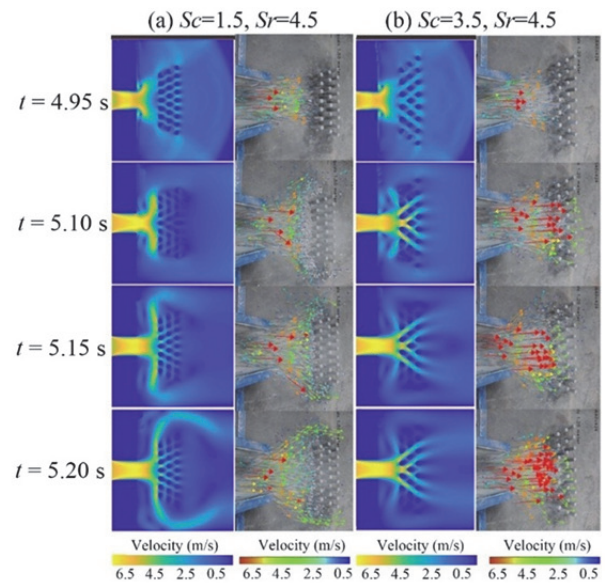 (a) Sc=1.5, Sr=4.5
(b) Sc=3.5, Sr=4.5
t = 4.95 s
t = 5.10 s
t = 5.15 s
t = 5.20 s
Velocity (m/s) Velocity (m/s) Velocity (m/s) Velocity (m/s)
6.5 4.5 2.5 0.5 6.5 4.5 2.5 0.5 6.5 4.5 2.5 0.5 6.5 4.5 2.5 0.5